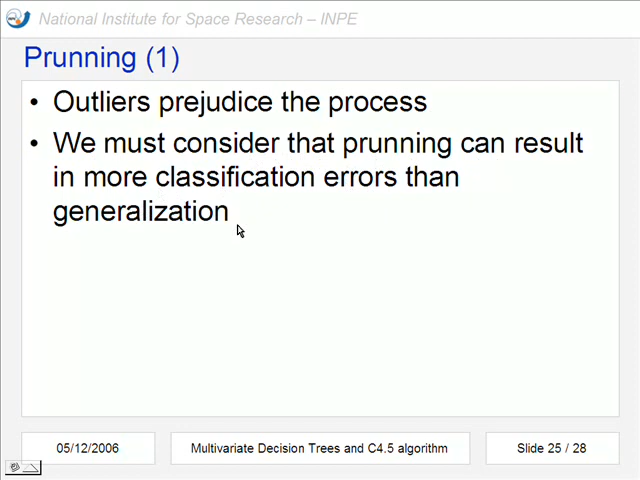 National Institute for Space Research – INPE
Prunning (1)
• Outliers prejudice the process
• We must consider that prunning can result
in more classification errors than
generalization
05/12/2006
Multivariate Decision Trees and C4.5 algorithm
Slide 25 / 28